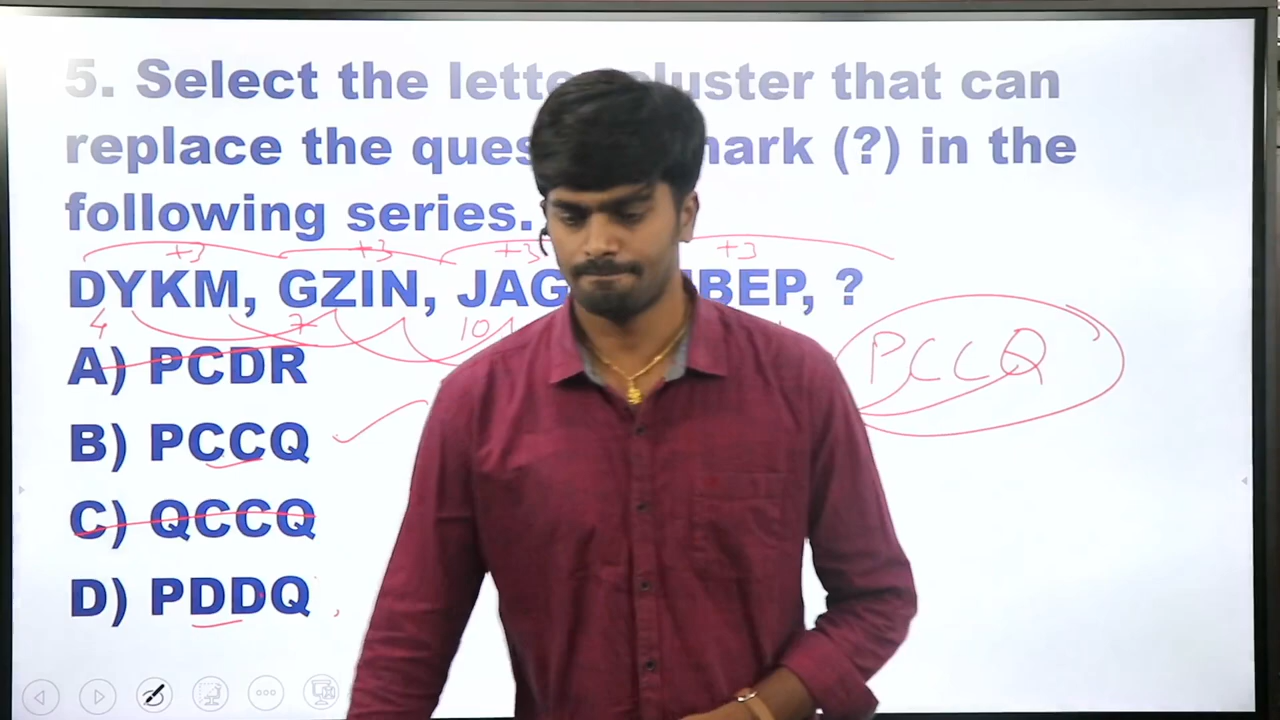 5. Select the lette luster that can
replace the ques mark (?) in the
following series.
+3 +3 +3 +3
DYKM, GZIN, JAG BEP, ?
4 7 10
A) PCDR
PCCQ
B) PCCQ
C) QCCQ
D) PDDQ